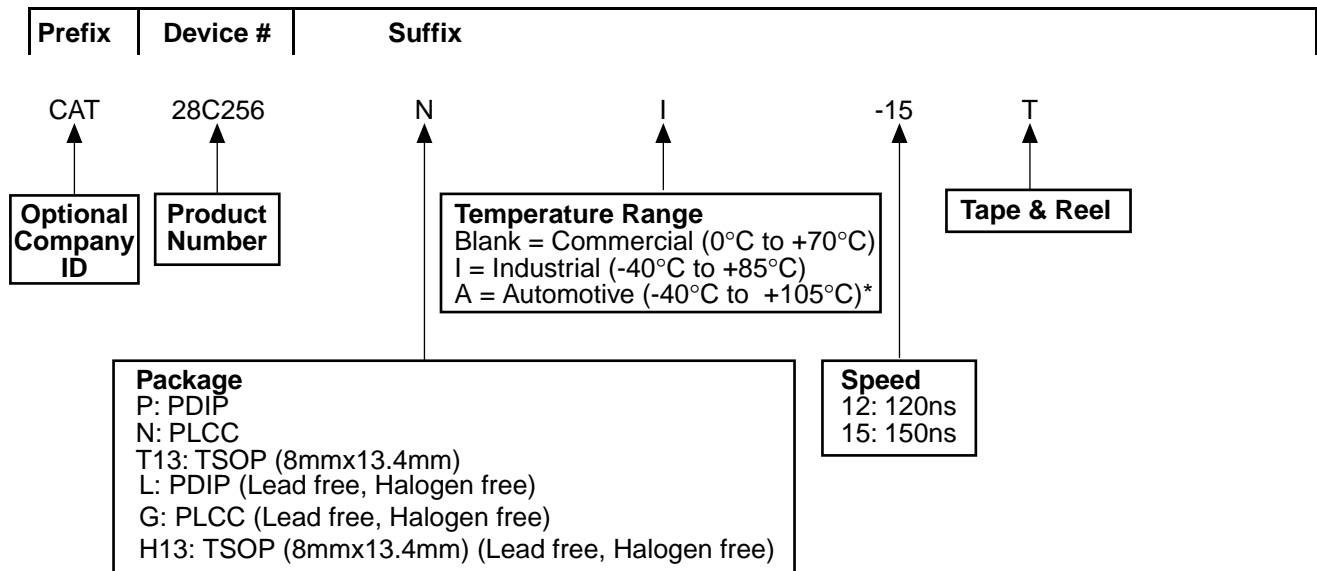 Prefix Device # Suffix
CAT 28C256 N I -15 T
Optional
Company
ID
Product
Number
Temperature Range
Blank = Commercial (0°C to +70°C)
I = Industrial (-40°C to +85°C)
A = Automotive (-40°C to +105°C)*
Tape & Reel
Package
P: PDIP
N: PLCC
T13: TSOP (8mmx13.4mm)
L: PDIP (Lead free, Halogen free)
G: PLCC (Lead free, Halogen free)
H13: TSOP (8mmx13.4mm) (Lead free, Halogen free)
Speed
12: 120ns
15: 150ns